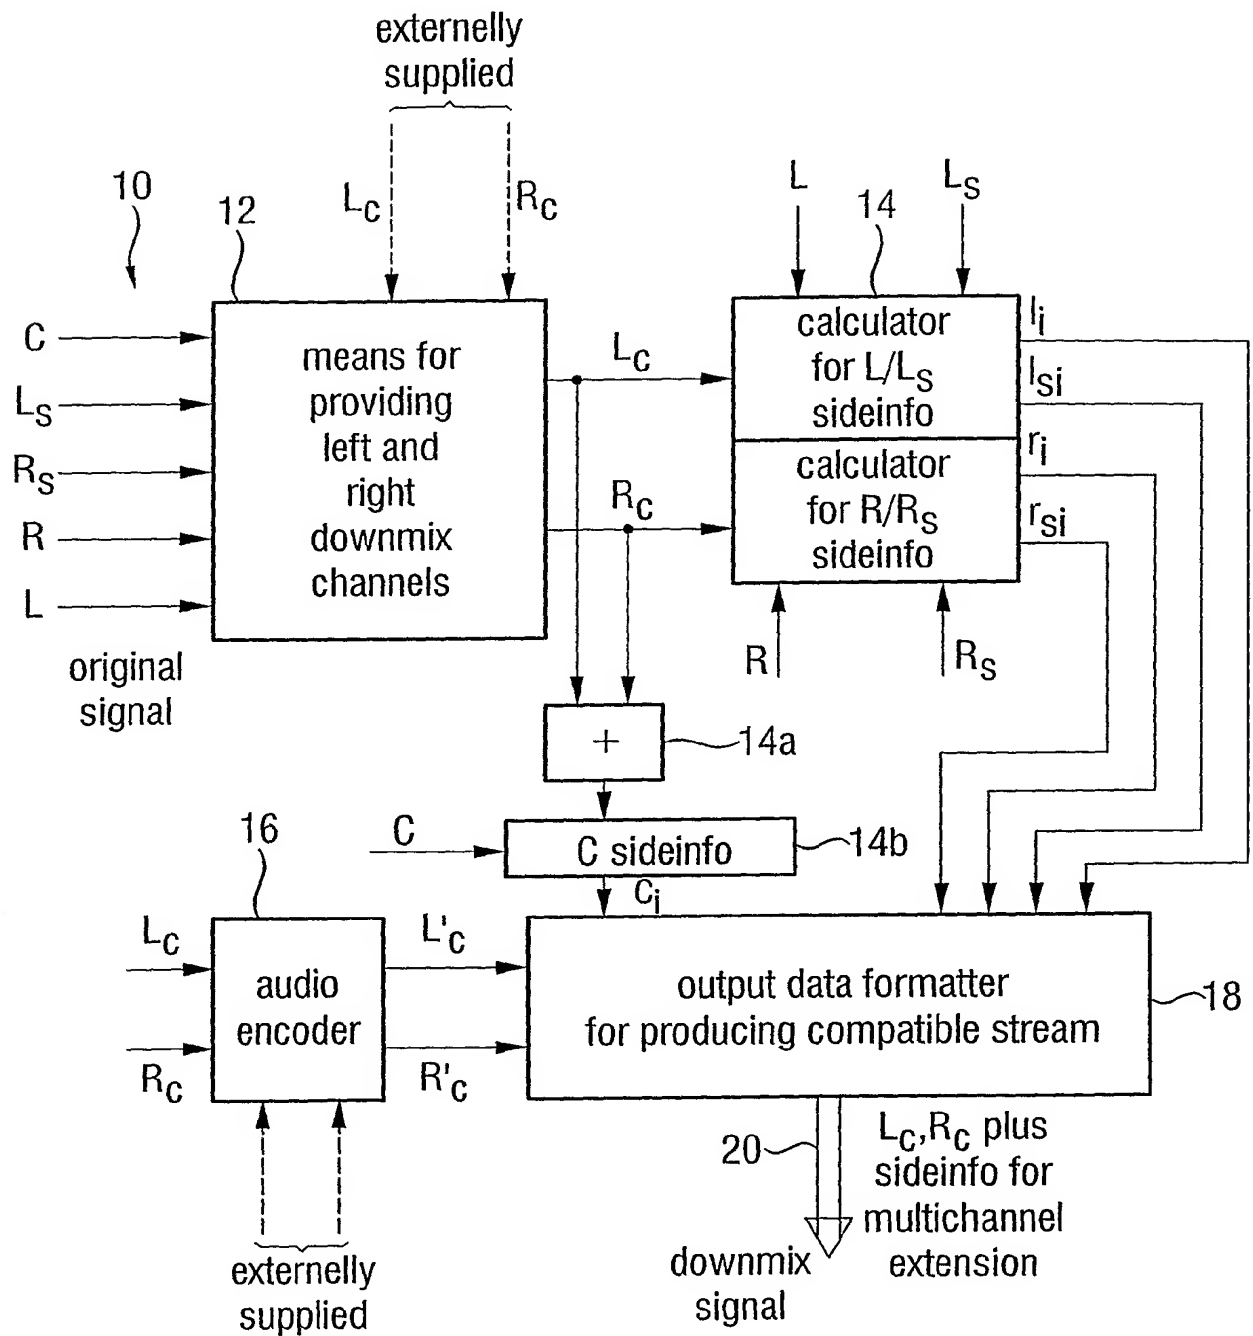 externelly
supplied
10
12
Lc
Rc
L
Ls
14
C
Ls
Rs
R
L
original
signal
means for
providing
left and
right
downmix
channels
Lc
Rc
calculator
for L/Ls
sideinfo
calculator
for R/Rs
sideinfo
li
lsi
ri
rsi
R
Rs
+
14a
C
C sideinfo
14b
ci
16
Lc
Rc
audio
encoder
L'c
R'c
output data formatter
for producing compatible stream
18
externelly
supplied
20
Lc,Rc plus
sideinfo for
multichannel
extension
downmix
signal